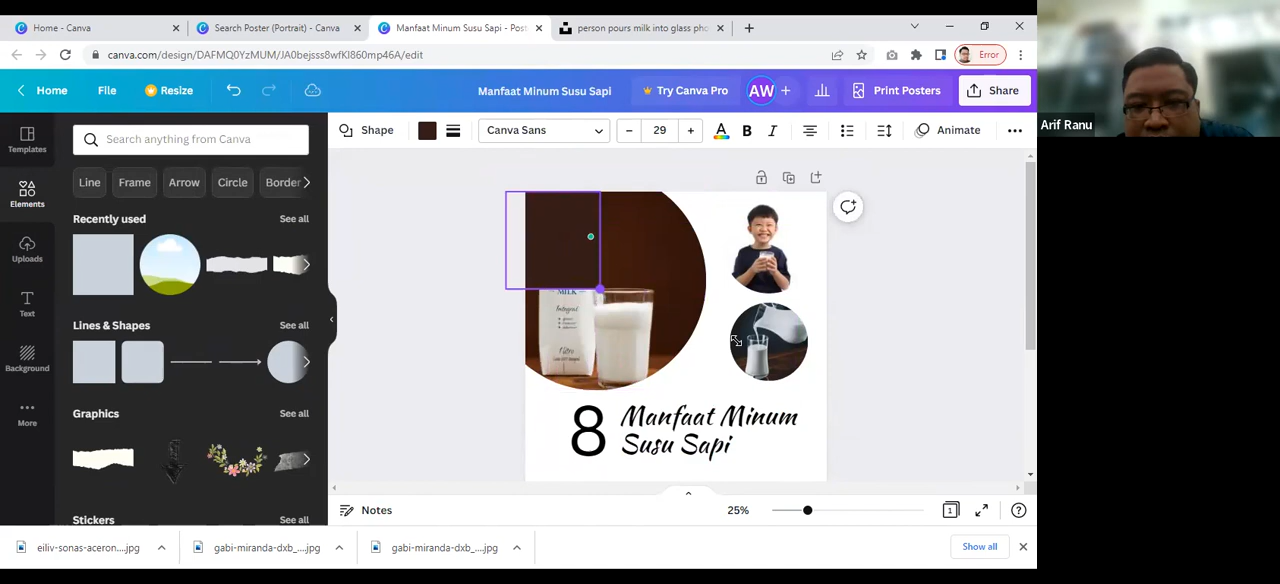 Home - Canva
Search Poster (Portrait) - Canva
Manfaat Minum Susu Sapi - Post
person pours milk into glass pho
canva.com/design/DAFMQ0YzMUM/JA0bejsss8wfKl860mpt46A/edit
Error
Home
File
Resize
Manfaat Minum Susu Sapi
Try Canva Pro
AW
Print Posters
Share
Arif Ranu
Templates
Elements
Uploads
Text
Background
More
Search anything from Canva
Line
Frame
Arrow
Circle
Border
Recently used
See all
Lines & Shapes
See all
Graphics
See all
Stickers
See all
Shape
Canva Sans
29
B
I
Animate
MILK
Integral
Nitro
8 Manfaat Minum
Susu Sapi
Notes
25%
1
eiliv-sonas-aceron....jpg
gabi-miranda-dxb_....jpg
gabi-miranda-dxb_....jpg
Show all